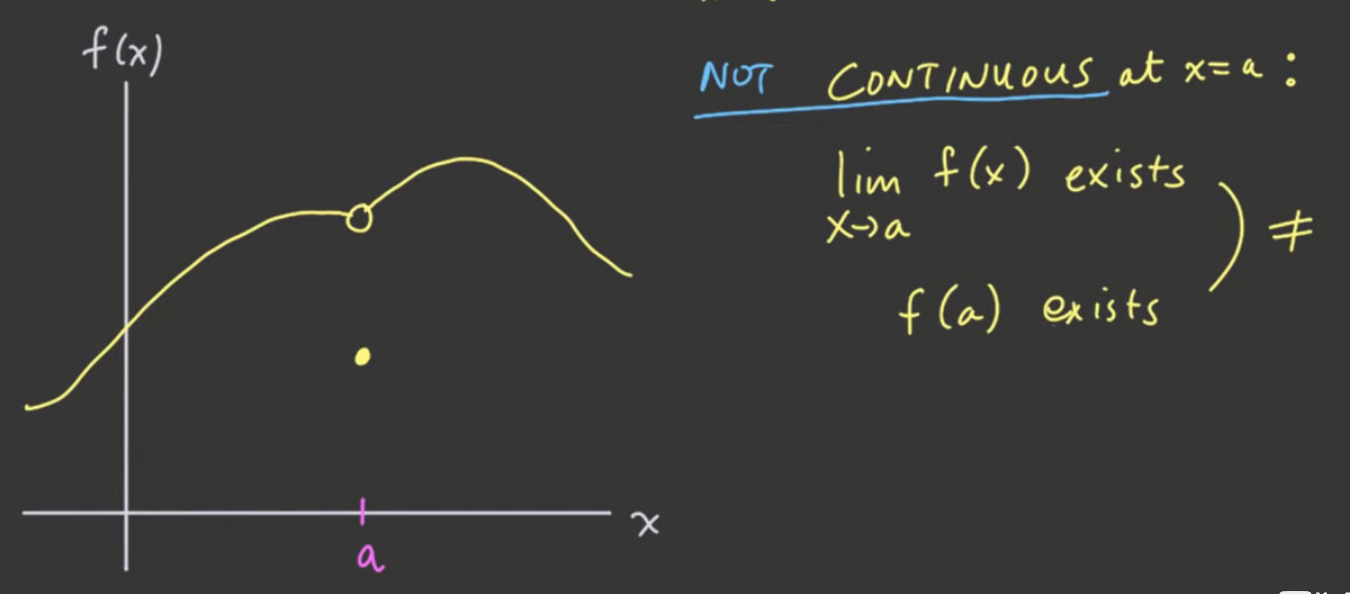 f(x)
NOT CONTINUOUS at x=a :
lim f(x) exists
x→a
≠
f(a) exists
x
a